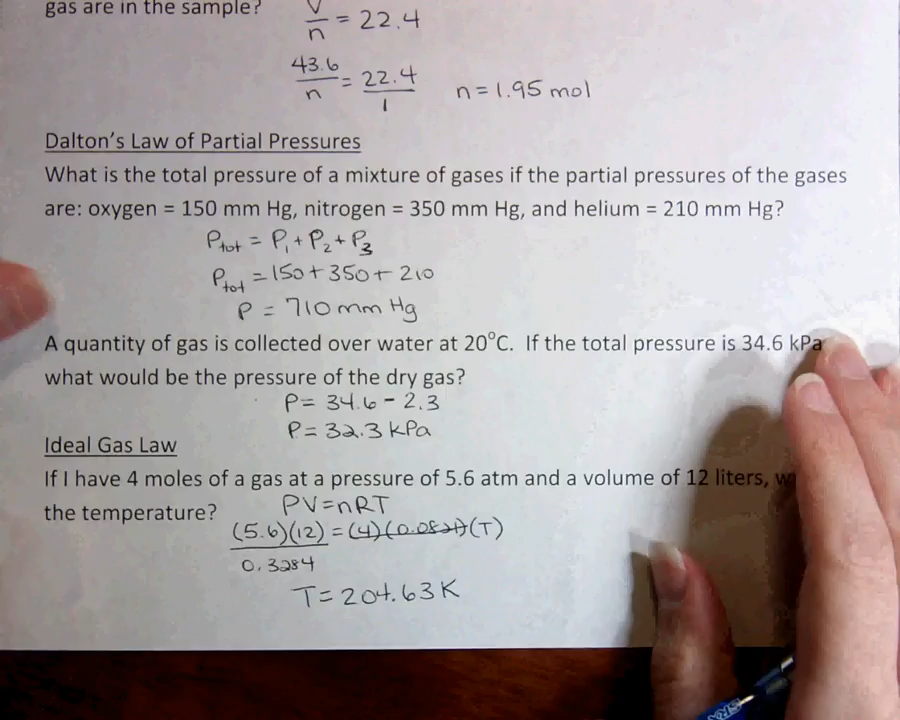 gas are in the sample?
V/n = 22.4
43.6/n = 22.4/1 n = 1.95 mol
Dalton's Law of Partial Pressures
What is the total pressure of a mixture of gases if the partial pressures of the gases
are: oxygen = 150 mm Hg, nitrogen = 350 mm Hg, and helium = 210 mm Hg?
Ptot = P1 + P2 + P3
Ptot = 150 + 350 + 210
P = 710 mm Hg
A quantity of gas is collected over water at 20°C. If the total pressure is 34.6 kPa
what would be the pressure of the dry gas?
P = 34.6 - 2.3
P = 32.3 kPa
Ideal Gas Law
If I have 4 moles of a gas at a pressure of 5.6 atm and a volume of 12 liters,
the temperature?
PV = nRT
(5.6)(12) = (4)(0.0821)(T)
0.3284
T = 204.63 K